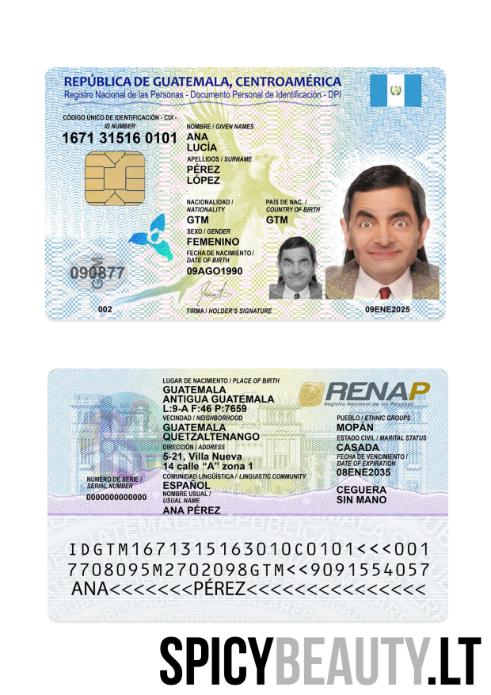 REPÚBLICA DE GUATEMALA, CENTROAMÉRICA
Registro Nacional de las Personas - Documento Personal de Identificación - DPI
CÓDIGO ÚNICO DE IDENTIFICACIÓN - CUI -
ID NUMBER
1671 31516 0101
NOMBRE / GIVEN NAMES
ANA
LUCÍA
APELLIDOS / SURNAME
PÉREZ
LÓPEZ
NACIONALIDAD /
NATIONALITY
GTM
PAÍS DE NAC. /
COUNTRY OF BIRTH
GTM
SEXO / GENDER
FEMENINO
FECHA DE NACIMIENTO /
DATE OF BIRTH
09AGO1990
090877
GTM
002
FIRMA / HOLDER'S SIGNATURE
09ENE2025
LUGAR DE NACIMIENTO / PLACE OF BIRTH
GUATEMALA
ANTIGUA GUATEMALA
L:9-A F:46 P:7659
VECINDAD / NEIGHBORHOOD
GUATEMALA
QUETZALTENANGO
DIRECCIÓN / ADDRESS
5-21, Villa Nueva
14 calle "A" zona 1
COMUNIDAD LINGÜÍSTICA / LINGUISTIC COMMUNITY
ESPAÑOL
NOMBRE USUAL /
USUAL NAME
ANA PÉREZ
NÚMERO DE SERIE /
SERIAL NUMBER
0000000000000
RENAP
Registro Nacional de las Personas
PUEBLO / ETHNIC GROUPS
MOPÁN
ESTADO CIVIL / MARITAL STATUS
CASADA
FECHA DE VENCIMIENTO /
DATE OF EXPIRATION
08ENE2035
CEGUERA
SIN MANO
IDGTM1671315163010C0101<<<001
7708095M2702098GTM<<9091554057
ANA<<<<<<<PÉREZ<<<<<<<<<<<<<<<
SPICYBEAUTY.LT